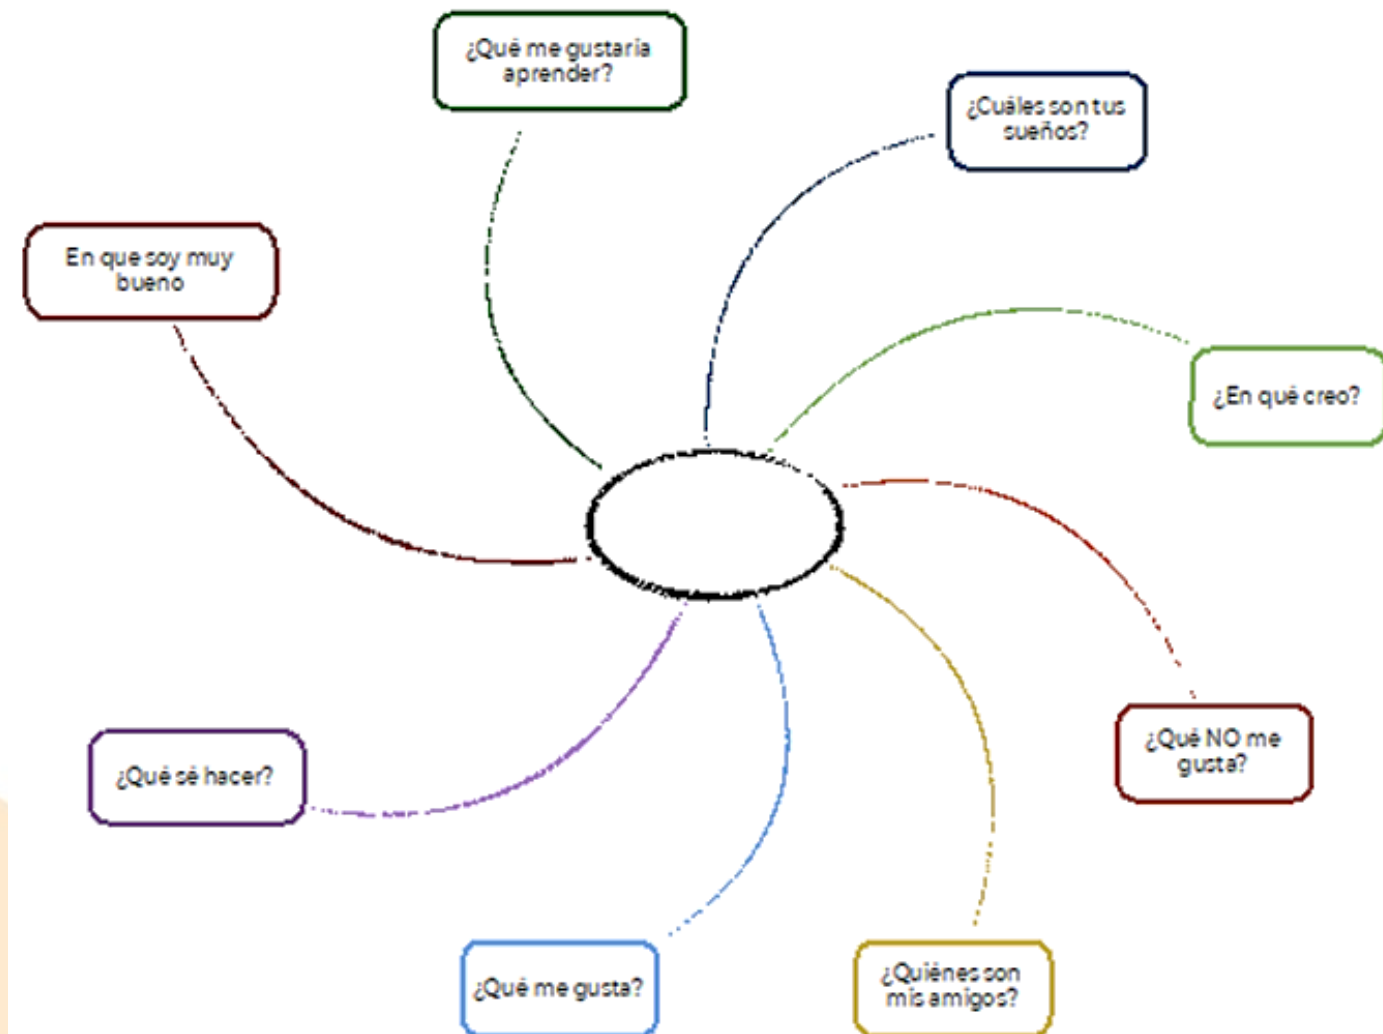 ¿Qué me gustaría
aprender?
¿Cuáles son tus
sueños?
En que soy muy
bueno
¿En qué creo?
¿Qué NO me
gusta?
¿Qué sé hacer?
¿Qué me gusta?
¿Quiénes son
mis amigos?